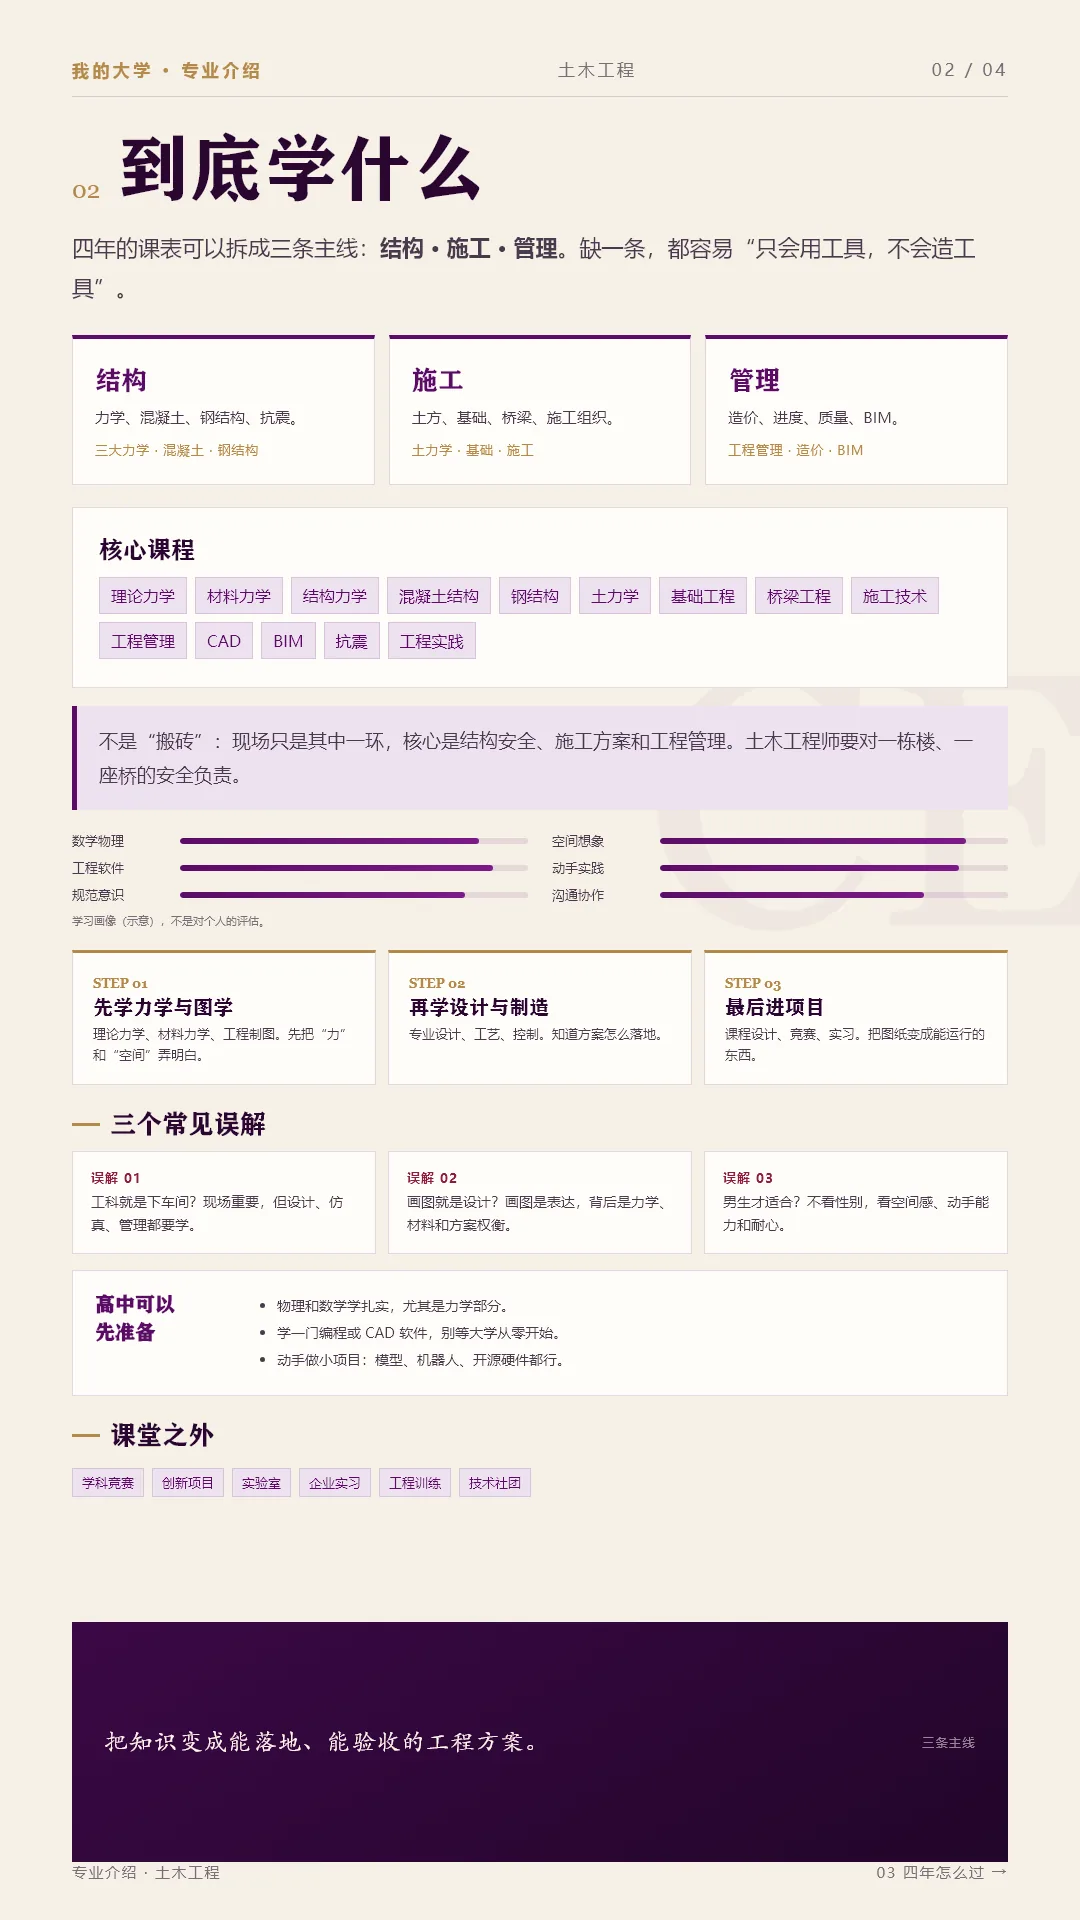 我的大学 · 专业介绍
土木工程
02 / 04
02 到底学什么
四年的课表可以拆成三条主线：结构 · 施工 · 管理。缺一条，都容易“只会用工具，不会造工
具”。
结构
力学、混凝土、钢结构、抗震。
三大力学 · 混凝土 · 钢结构
施工
土方、基础、桥梁、施工组织。
土力学 · 基础 · 施工
管理
造价、进度、质量、BIM。
工程管理 · 造价 · BIM
核心课程
理论力学 材料力学 结构力学 混凝土结构 钢结构 土力学 基础工程 桥梁工程 施工技术
工程管理 CAD BIM 抗震 工程实践
CE
不是“搬砖”：现场只是其中一环，核心是结构安全、施工方案和工程管理。土木工程师要对一栋楼、一
座桥的安全负责。
数学物理
空间想象
工程软件
动手实践
规范意识
沟通协作
学习画像（示意），不是对个人的评估。
STEP 01
先学力学与图学
理论力学、材料力学、工程制图。先把“力”
和“空间”弄明白。
STEP 02
再学设计与制造
专业设计、工艺、控制。知道方案怎么落地。
STEP 03
最后进项目
课程设计、竞赛、实习。把图纸变成能运行的
东西。
三个常见误解
误解 01
工科就是下车间？现场重要，但设计、仿
真、管理都要学。
误解 02
画图就是设计？画图是表达，背后是力学、
材料和方案权衡。
误解 03
男生才适合？不看性别，看空间感、动手能
力和耐心。
高中可以
先准备
• 物理和数学学扎实，尤其是力学部分。
• 学一门编程或 CAD 软件，别等大学从零开始。
• 动手做小项目：模型、机器人、开源硬件都行。
课堂之外
学科竞赛 创新项目 实验室 企业实习 工程训练 技术社团
把知识变成能落地、能验收的工程方案。
三条主线
专业介绍 · 土木工程
03 四年怎么过 →